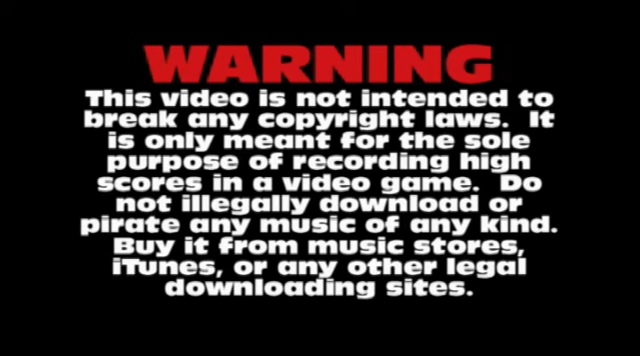 WARNING
This video is not intended to
break any copyright laws.  It
is only meant for the sole
purpose of recording high
scores in a video game.  Do
not illegally download or
pirate any music of any kind.
Buy it from music stores,
iTunes, or any other legal
downloading sites.